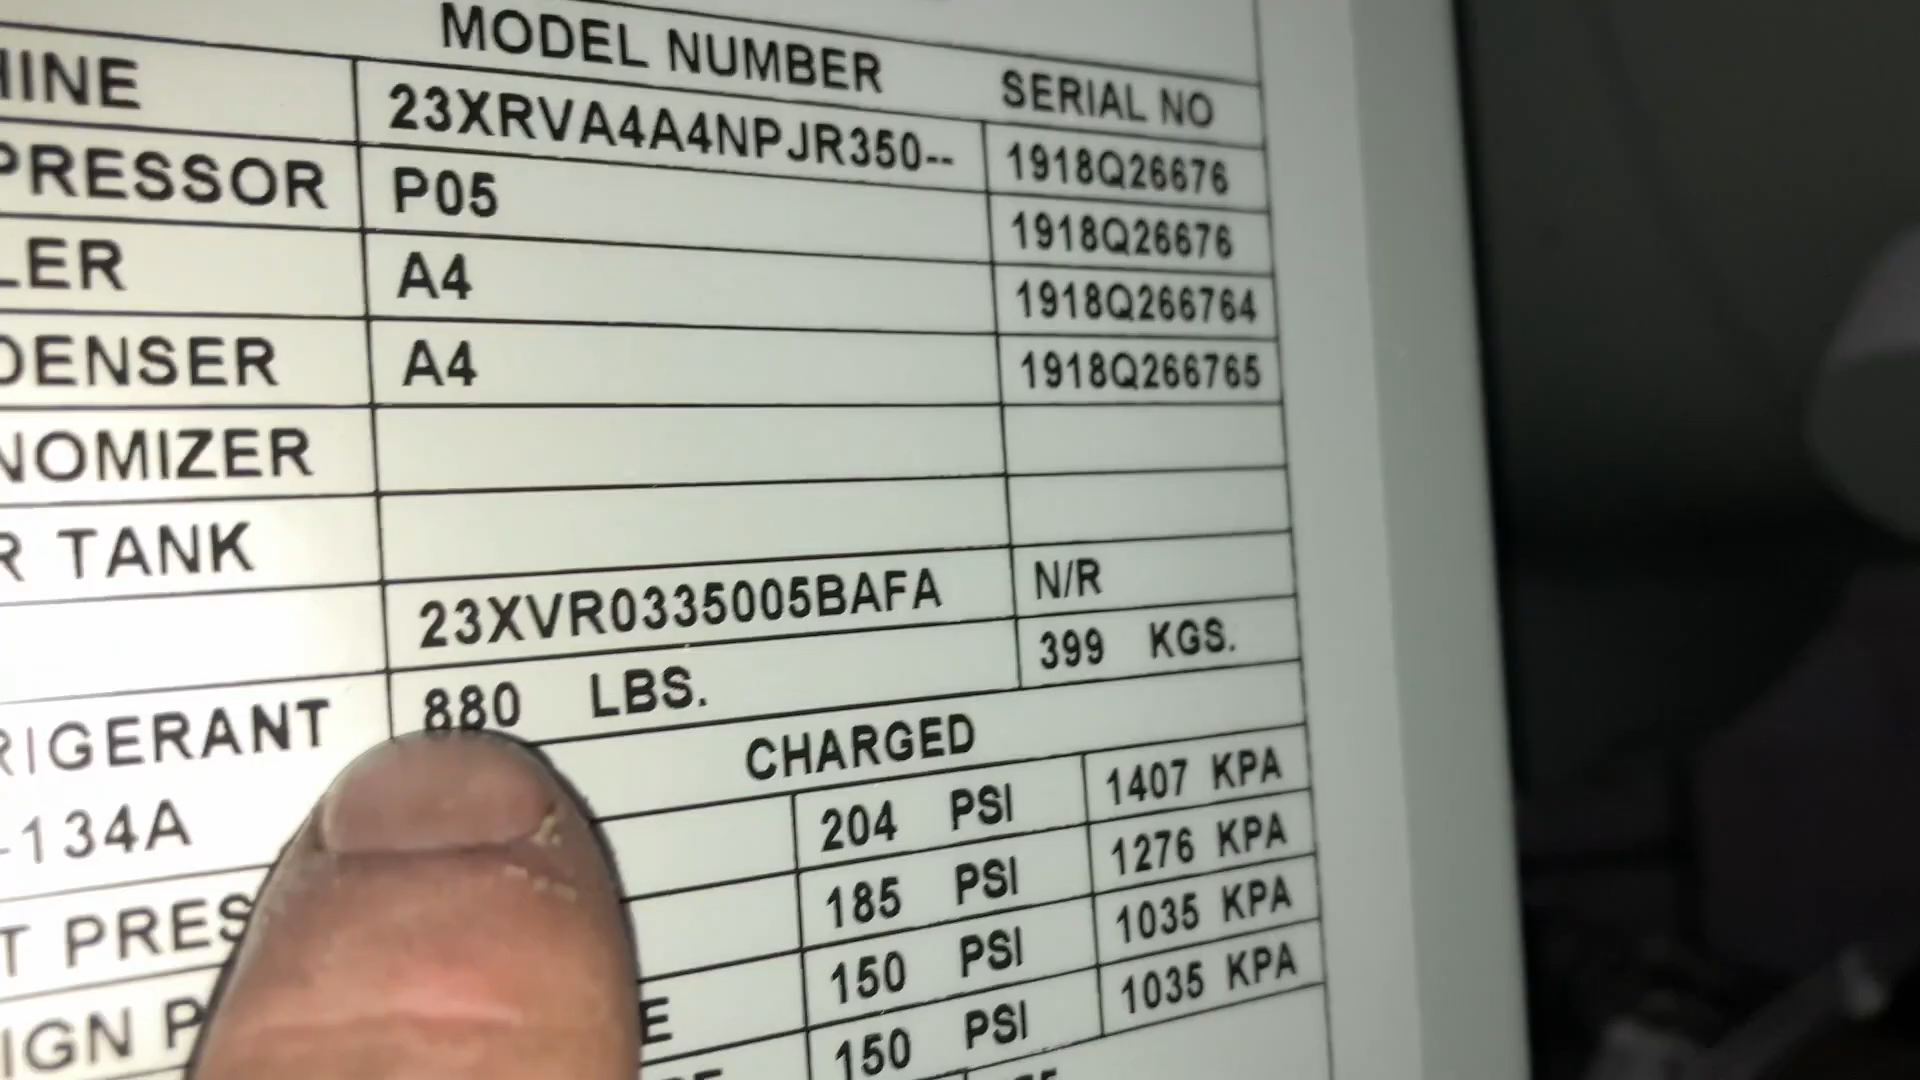 MODEL NUMBER SERIAL NO
HINE 23XRVA4A4NPJR350-- 1918Q26676
PRESSOR P05 1918Q26676
LER A4 1918Q266764
DENSER A4 1918Q266765
NOMIZER
R TANK
23XVR0335005BAFA N/R
RIGERANT 880 LBS. 399 KGS.
-134A CHARGED
T PRES 204 PSI 1407 KPA
IGN P 185 PSI 1276 KPA
E 150 PSI 1035 KPA
150 PSI 1035 KPA